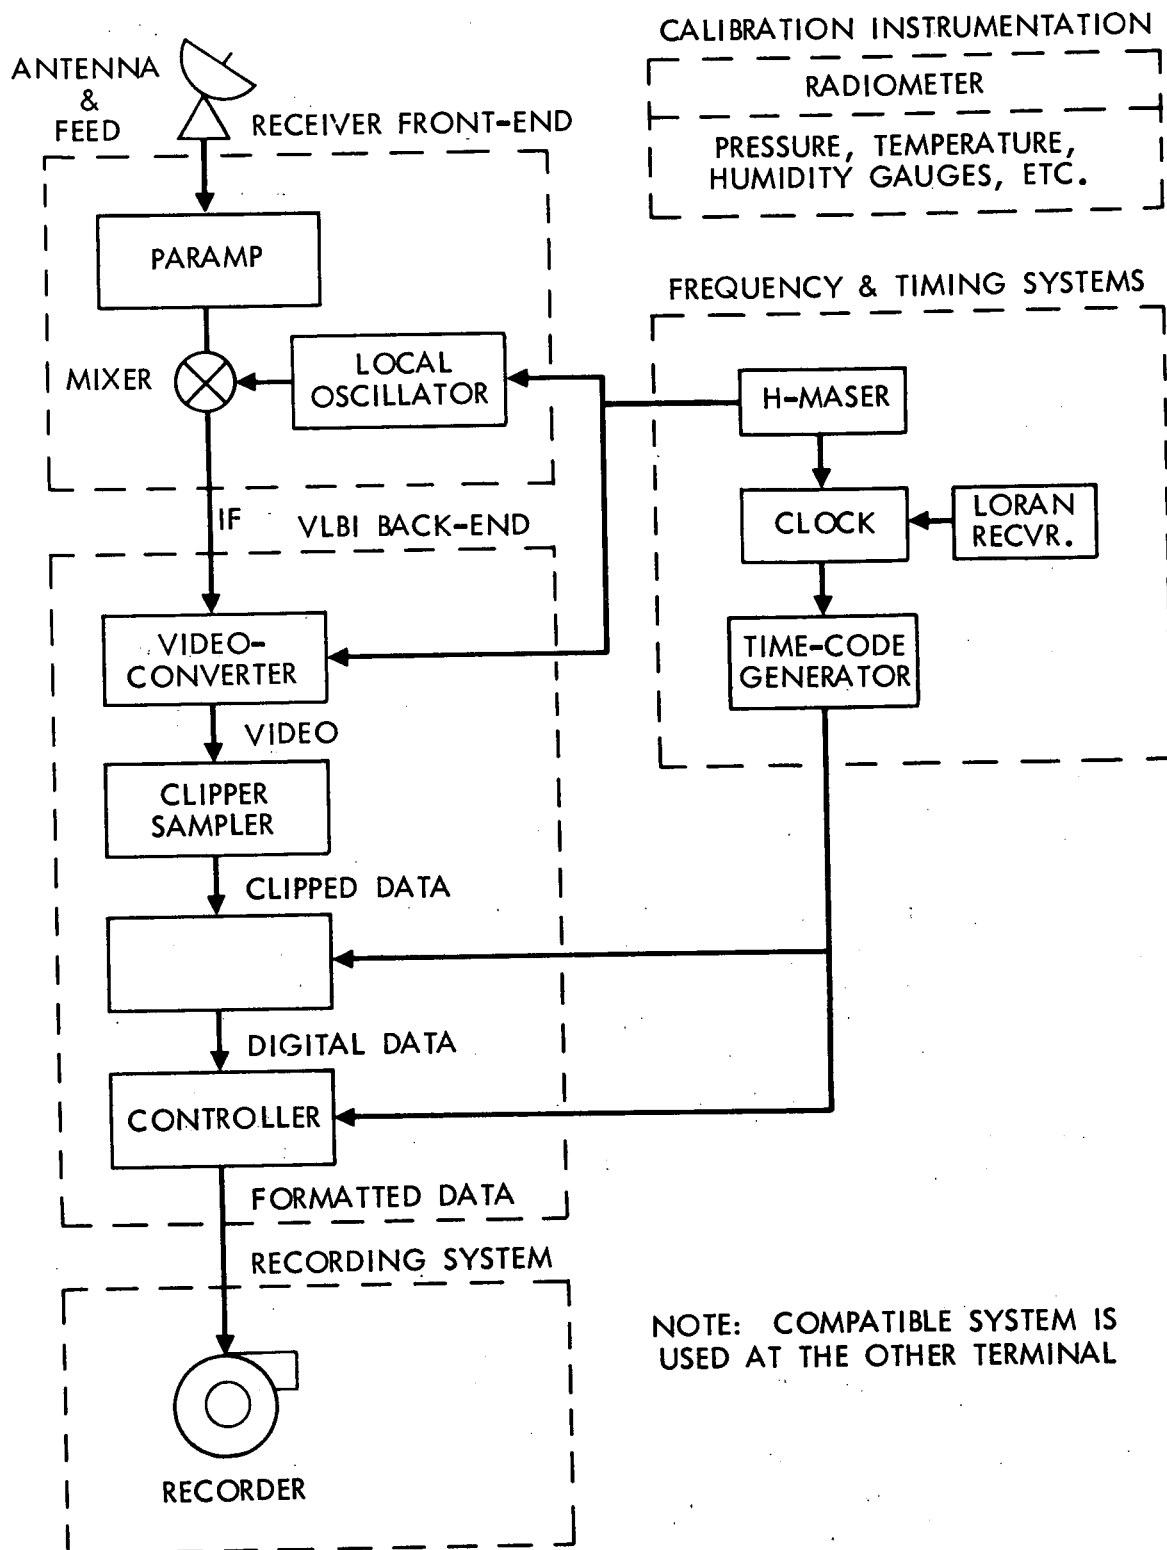 CALIBRATION INSTRUMENTATION
RADIOMETER
PRESSURE, TEMPERATURE,
HUMIDITY GAUGES, ETC.
ANTENNA
&
FEED
RECEIVER FRONT-END
PARAMP
MIXER
LOCAL
OSCILLATOR
FREQUENCY & TIMING SYSTEMS
H-MASER
CLOCK
LORAN
RECVR.
TIME-CODE
GENERATOR
IF
VLBI BACK-END
VIDEO-
CONVERTER
VIDEO
CLIPPER
SAMPLER
CLIPPED DATA
DIGITAL DATA
CONTROLLER
FORMATTED DATA
RECORDING SYSTEM
RECORDER
NOTE: COMPATIBLE SYSTEM IS
USED AT THE OTHER TERMINAL